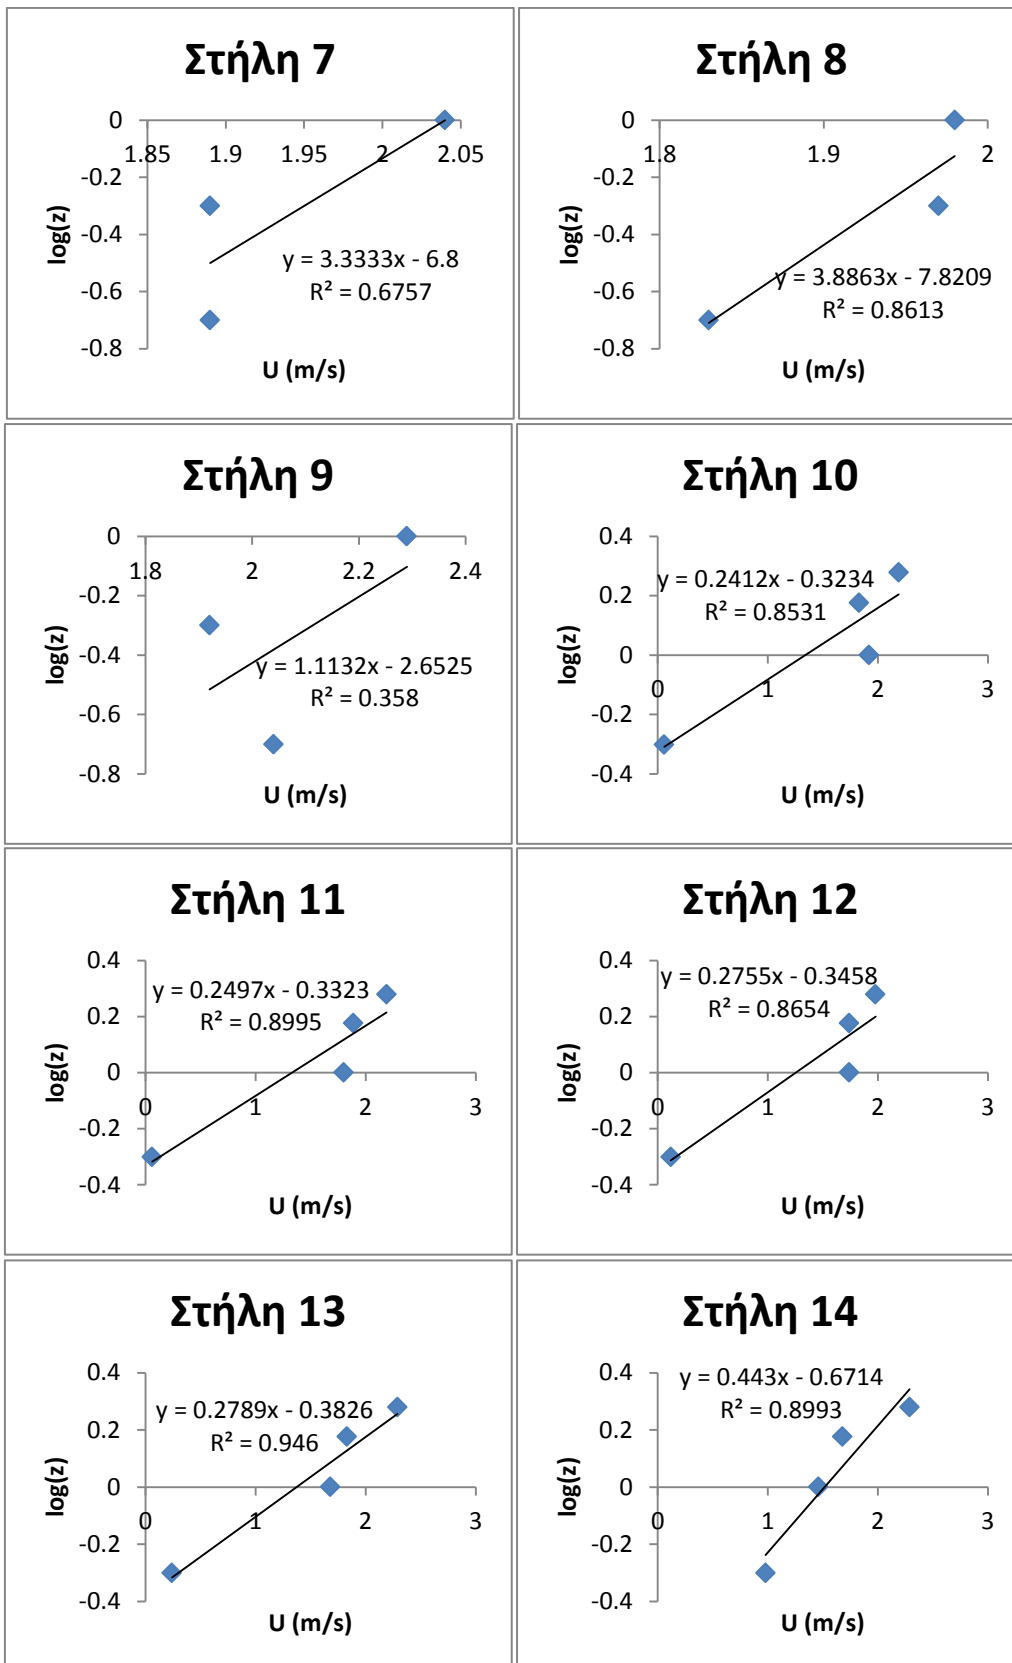 Στήλη 7
0
1.85 1.9 1.95 2 2.05
-0.2
-0.4
-0.6
-0.8
log(z)
y = 3.3333x - 6.8
R² = 0.6757
U (m/s)
Στήλη 8
0
1.8 1.9 2
-0.2
-0.4
-0.6
-0.8
log(z)
y = 3.8863x - 7.8209
R² = 0.8613
U (m/s)
Στήλη 9
0
1.8 2 2.2 2.4
-0.2
-0.4
-0.6
-0.8
log(z)
y = 1.1132x - 2.6525
R² = 0.358
U (m/s)
Στήλη 10
0.4
0.2
0
-0.2
-0.4
0 1 2 3
log(z)
y = 0.2412x - 0.3234
R² = 0.8531
U (m/s)
Στήλη 11
0.4
0.2
0
-0.2
-0.4
0 1 2 3
log(z)
y = 0.2497x - 0.3323
R² = 0.8995
U (m/s)
Στήλη 12
0.4
0.2
0
-0.2
-0.4
0 1 2 3
log(z)
y = 0.2755x - 0.3458
R² = 0.8654
U (m/s)
Στήλη 13
0.4
0.2
0
-0.2
-0.4
0 1 2 3
log(z)
y = 0.2789x - 0.3826
R² = 0.946
U (m/s)
Στήλη 14
0.4
0.2
0
-0.2
-0.4
0 1 2 3
log(z)
y = 0.443x - 0.6714
R² = 0.8993
U (m/s)